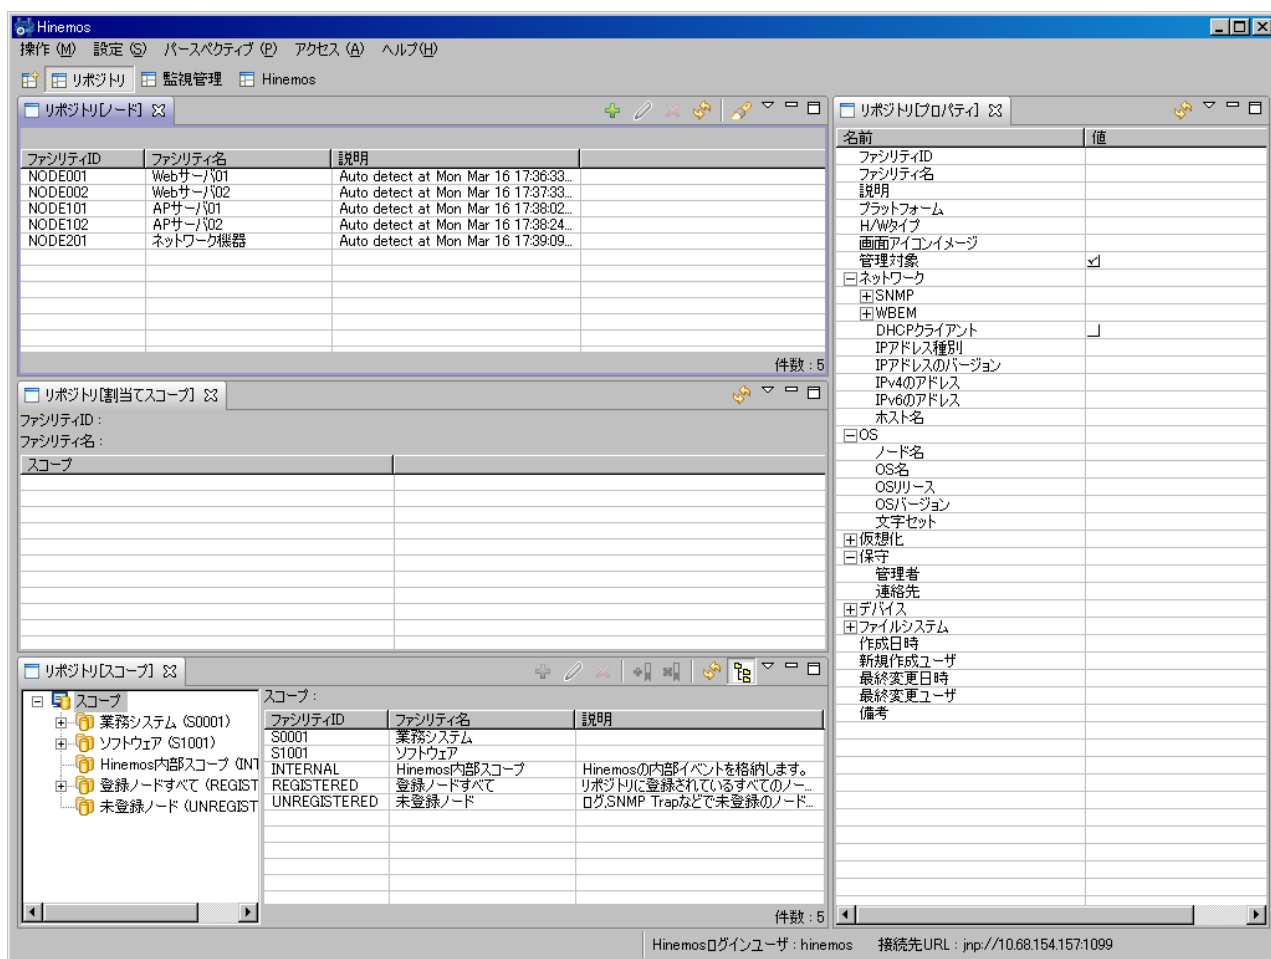 Hinemos
操作 (M) 設定 (S) パースペクティブ (P) アクセス (A) ヘルプ(H)
リポジトリ 監視管理 Hinemos
リポジトリ[ノード]
ファシリティID ファシリティ名 説明
NODE001 Webサーバ01 Auto detect at Mon Mar 16 17:36:33...
NODE002 Webサーバ02 Auto detect at Mon Mar 16 17:37:33...
NODE101 APサーバ01 Auto detect at Mon Mar 16 17:38:02...
NODE102 APサーバ02 Auto detect at Mon Mar 16 17:38:24...
NODE201 ネットワーク機器 Auto detect at Mon Mar 16 17:39:09...
件数 : 5
リポジトリ[割当てスコープ]
ファシリティID :
ファシリティ名 :
スコープ
リポジトリ[スコープ]
スコープ
業務システム (S0001)
ソフトウェア (S1001)
Hinemos内部スコープ (INT
登録ノードすべて (REGIST
未登録ノード (UNREGIST
スコープ :
ファシリティID ファシリティ名 説明
S0001 業務システム
S1001 ソフトウェア
INTERNAL Hinemos内部スコープ Hinemosの内部イベントを格納します。
REGISTERED 登録ノードすべて リポジトリに登録されているすべてのノー...
UNREGISTERED 未登録ノード ログ,SNMP Trapなどで未登録のノード...
件数 : 5
リポジトリ[プロパティ]
名前 値
ファシリティID
ファシリティ名
説明
プラットフォーム
H/Wタイプ
画面アイコンイメージ
管理対象
ネットワーク
SNMP
WBEM
DHCPクライアント
IPアドレス種別
IPアドレスのバージョン
IPv4のアドレス
IPv6のアドレス
ホスト名
OS
ノード名
OS名
OSリリース
OSバージョン
文字セット
仮想化
保守
管理者
連絡先
デバイス
ファイルシステム
作成日時
新規作成ユーザ
最終変更日時
最終変更ユーザ
備考
Hinemosログインユーザ : hinemos 接続先URL : jnp://10.68.154.157:1099